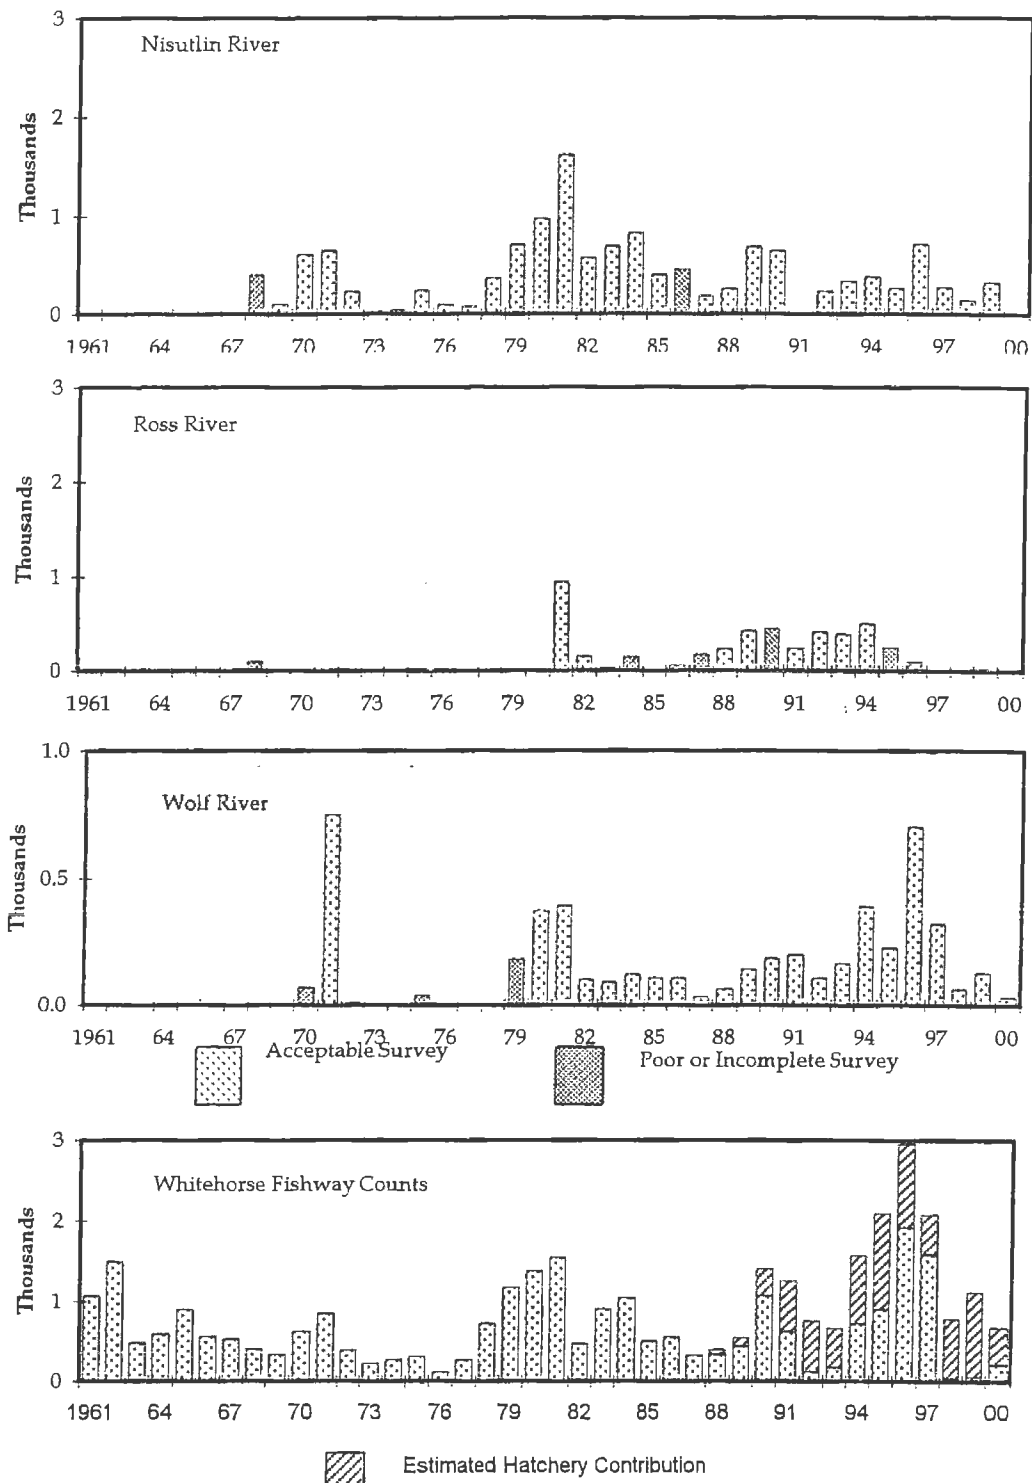 3
Nisutlin River
2
Thousands
1
0
1961 64 67 70 73 76 79 82 85 88 91 94 97 00
3
Ross River
2
Thousands
1
0
1961 64 67 70 73 76 79 82 85 88 91 94 97 00
1.0
Wolf River
Thousands
0.5
0.0
1961 64 67 70 73 76 79 82 85 88 91 94 97 00
Acceptable Survey
Poor or Incomplete Survey
3
Whitehorse Fishway Counts
2
Thousands
1
0
1961 64 67 70 73 76 79 82 85 88 91 94 97 00
Estimated Hatchery Contribution